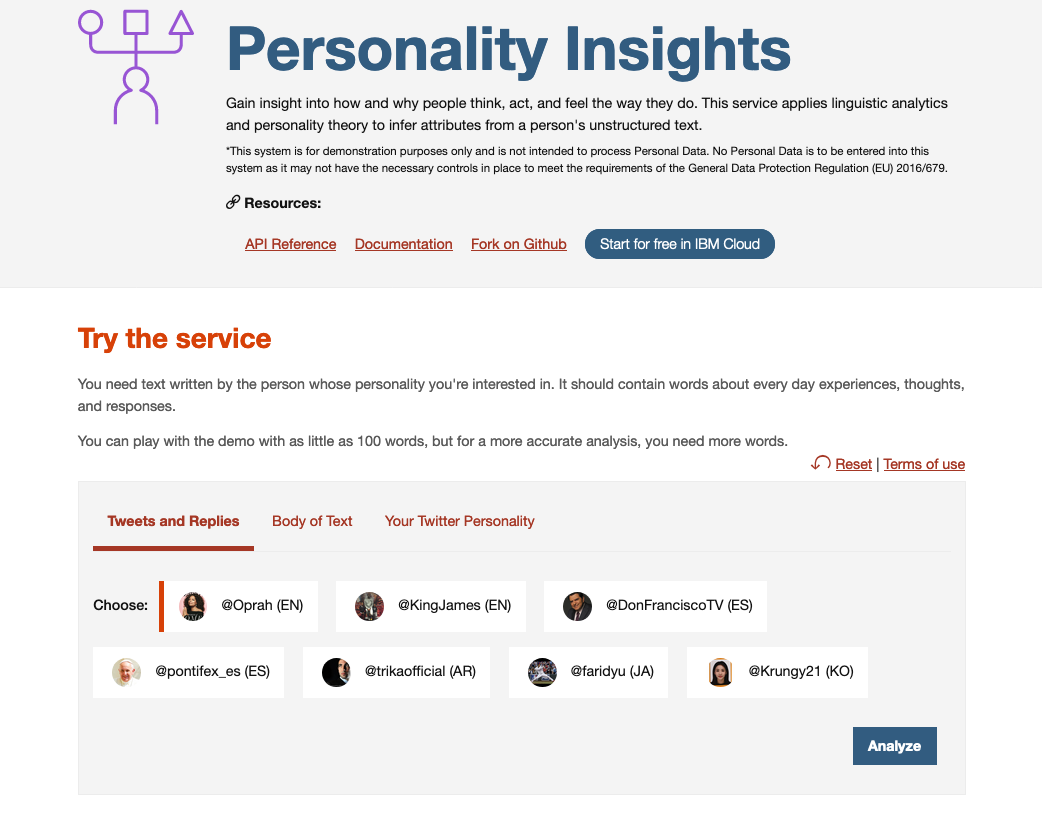 Personality Insights
Gain insight into how and why people think, act, and feel the way they do. This service applies linguistic analytics
and personality theory to infer attributes from a person's unstructured text.
*This system is for demonstration purposes only and is not intended to process Personal Data. No Personal Data is to be entered into this
system as it may not have the necessary controls in place to meet the requirements of the General Data Protection Regulation (EU) 2016/679.
Resources:
API Reference Documentation Fork on Github Start for free in IBM Cloud
Try the service
You need text written by the person whose personality you're interested in. It should contain words about every day experiences, thoughts,
and responses.
You can play with the demo with as little as 100 words, but for a more accurate analysis, you need more words.
Reset | Terms of use
Tweets and Replies Body of Text Your Twitter Personality
Choose: @Oprah (EN) @KingJames (EN) @DonFranciscoTV (ES)
@pontifex_es (ES) @trikaofficial (AR) @faridyu (JA) @Krungy21 (KO)
Analyze